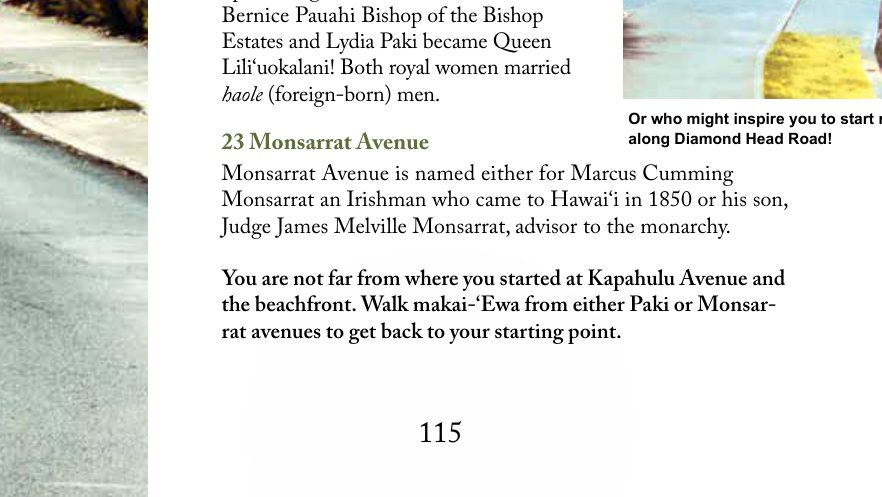 Bernice Pauahi Bishop of the Bishop
Estates and Lydia Paki became Queen
Lili‘uokalani! Both royal women married
haole (foreign-born) men.
Or who might inspire you to start
along Diamond Head Road!
23 Monsarrat Avenue
Monsarrat Avenue is named either for Marcus Cumming
Monsarrat an Irishman who came to Hawai‘i in 1850 or his son,
Judge James Melville Monsarrat, advisor to the monarchy.
You are not far from where you started at Kapahulu Avenue and
the beachfront. Walk makai-‘Ewa from either Paki or Monsar-
rat avenues to get back to your starting point.
115